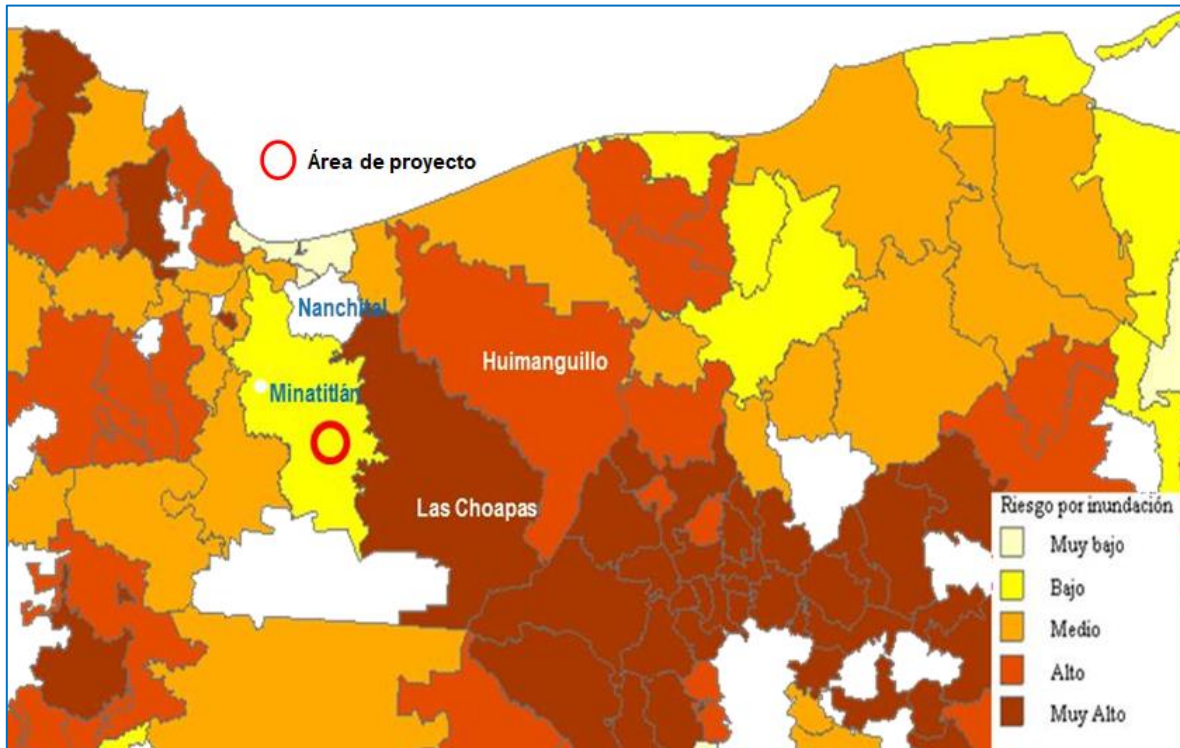 Área de proyecto
Nanchital
Minatitlán
Huimanguillo
Las Choapas
Riesgo por inundación
Muy bajo
Bajo
Medio
Alto
Muy Alto